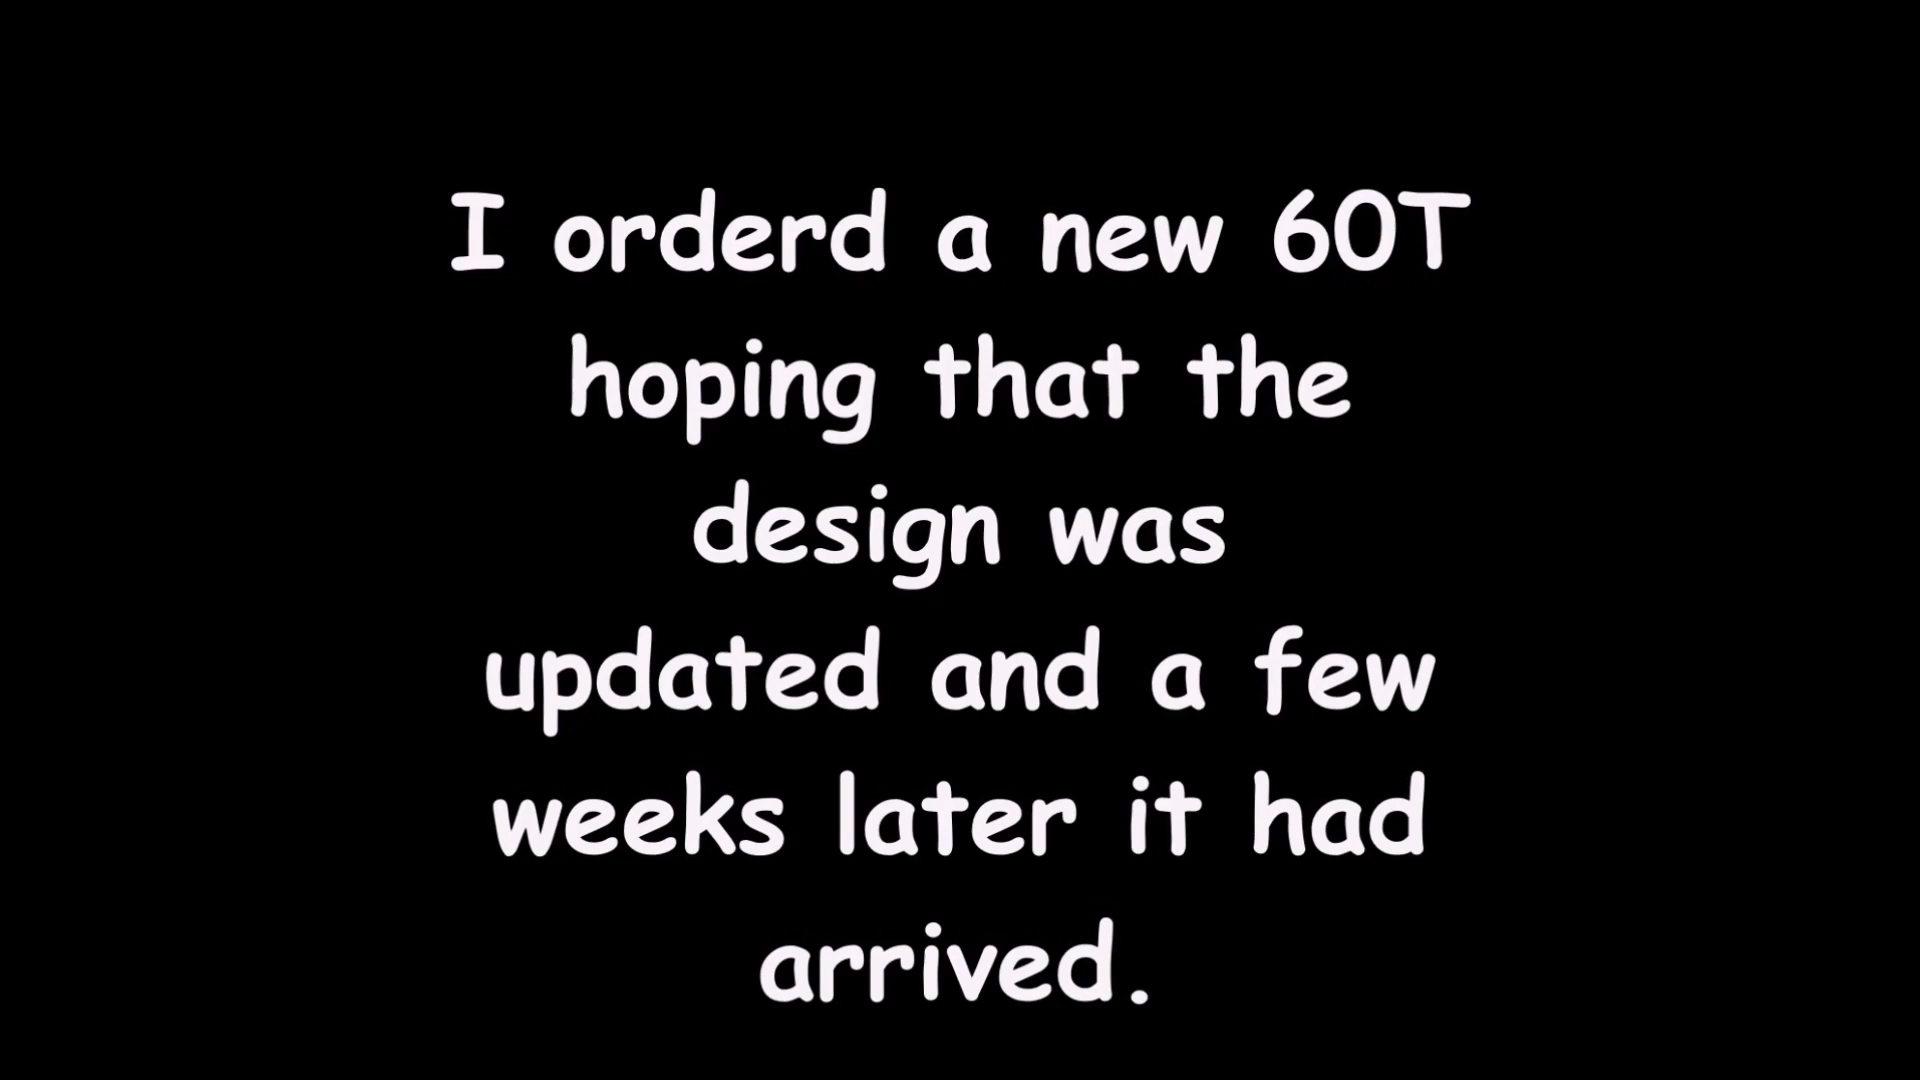 I orderd a new 60T
hoping that the
design was
updated and a few
weeks later it had
arrived.